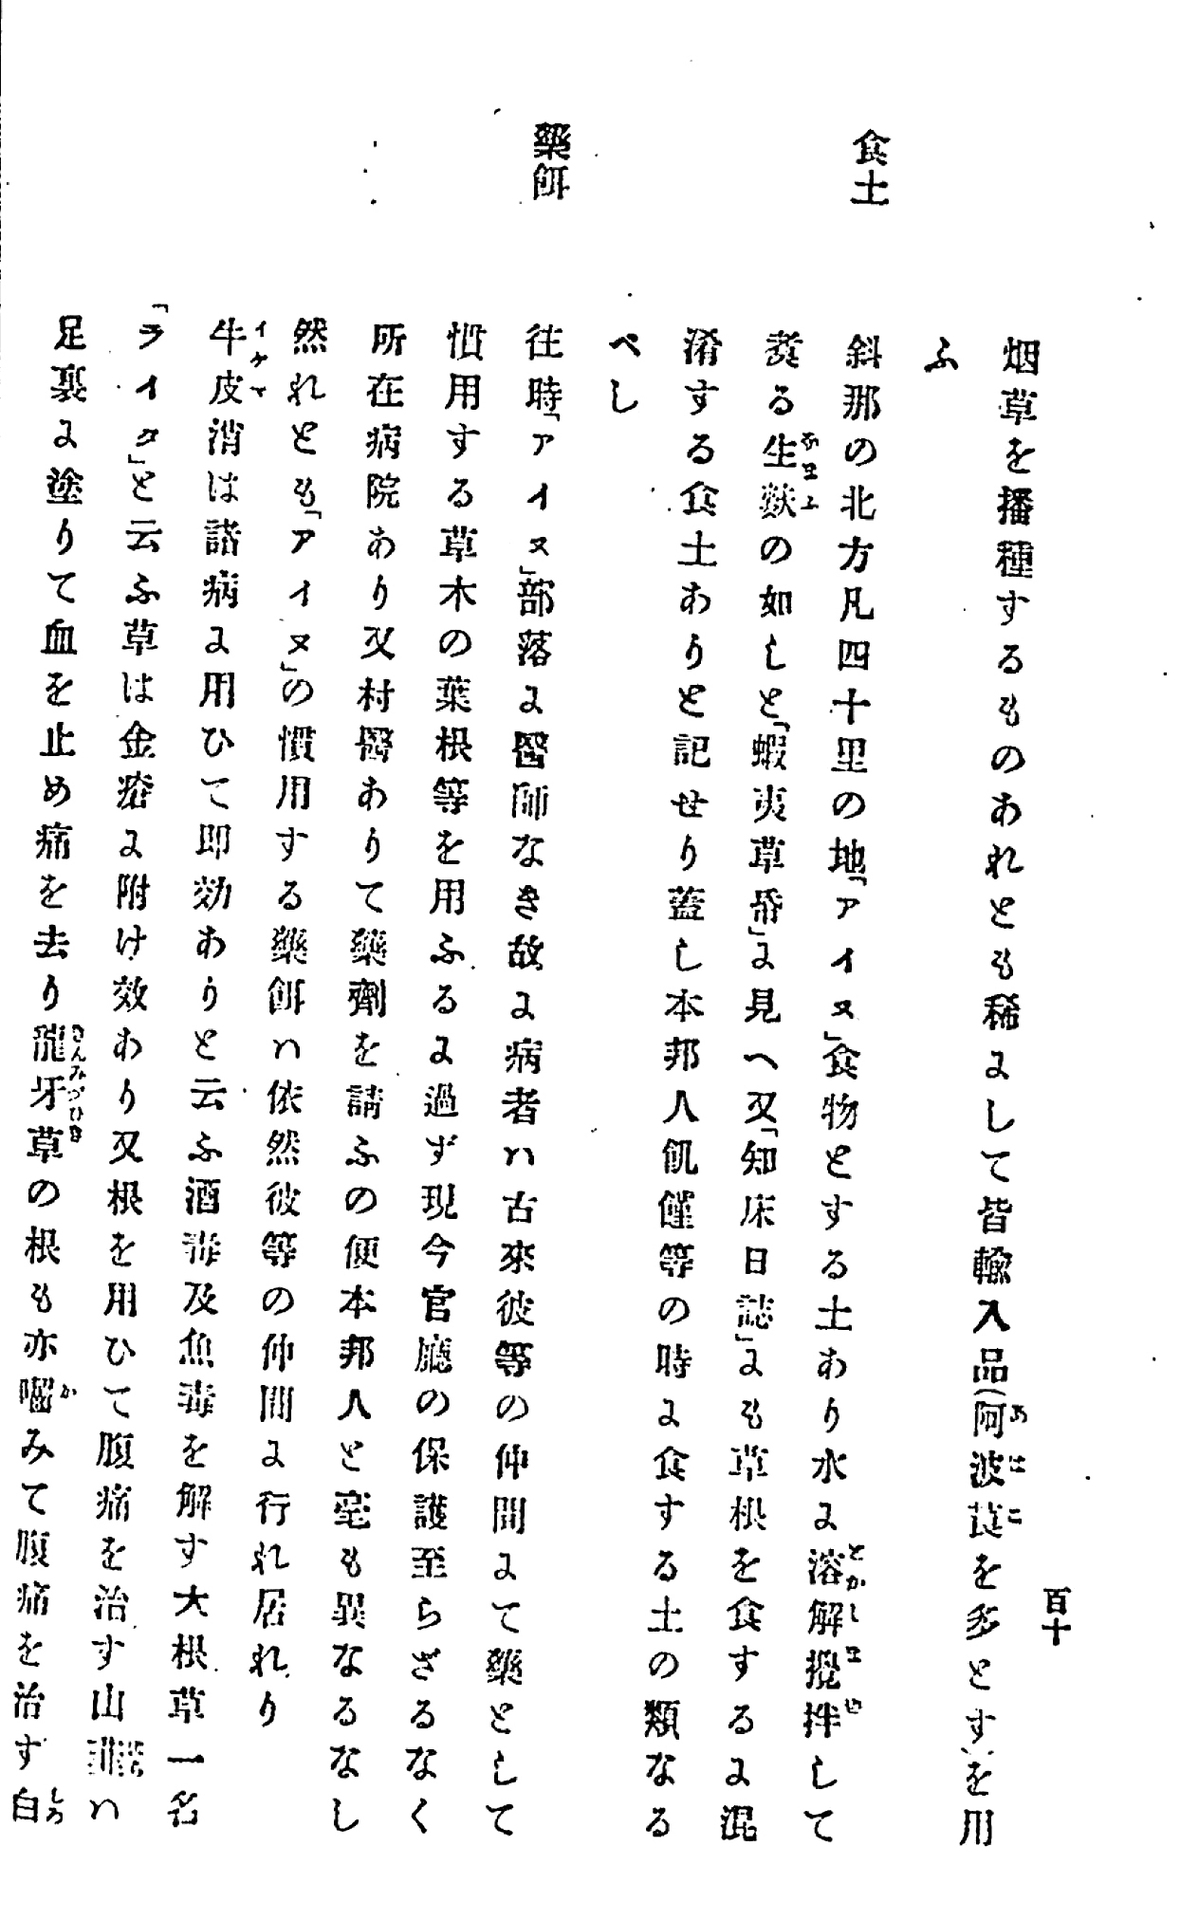 百十
烟草を播種するものあれとも稀にして皆輸入品(阿波莨を多とす)を用
ふ
食土
斜那の北方凡四十里の地「アイヌ」食物とする土あり水に溶解攪拌して
煑る生麩の如しと「蝦夷草昻」に見へ又「知床日誌」にも草根を食するに混
淆する食土ありと記せり蓋し本邦人飢饉等の時に食する土の類なる
べし
藥餌
往時「アイヌ」部落に醫師なき故に病者ハ古來彼等の仲間にて藥として
慣用する草木の葉根等を用ふるに過ず現今官廳の保護至らざるなく
所在病院あり又村醫ありて藥劑を請ふの便本邦人と毫も異なるなし
然れとも「アイヌ」の慣用する藥餌ハ依然彼等の仲間に行れ居れり
牛皮消は諸病に用ひて即効ありと云ふ酒毒及魚毒を解す大根草一名
「ライタ」と云ふ草は金瘡に附け效あり又根を用ひて腹痛を治す山ハ
足裏に塗りて血を止め痛を去り龍牙草の根も亦嚙みて腹痛を治す白